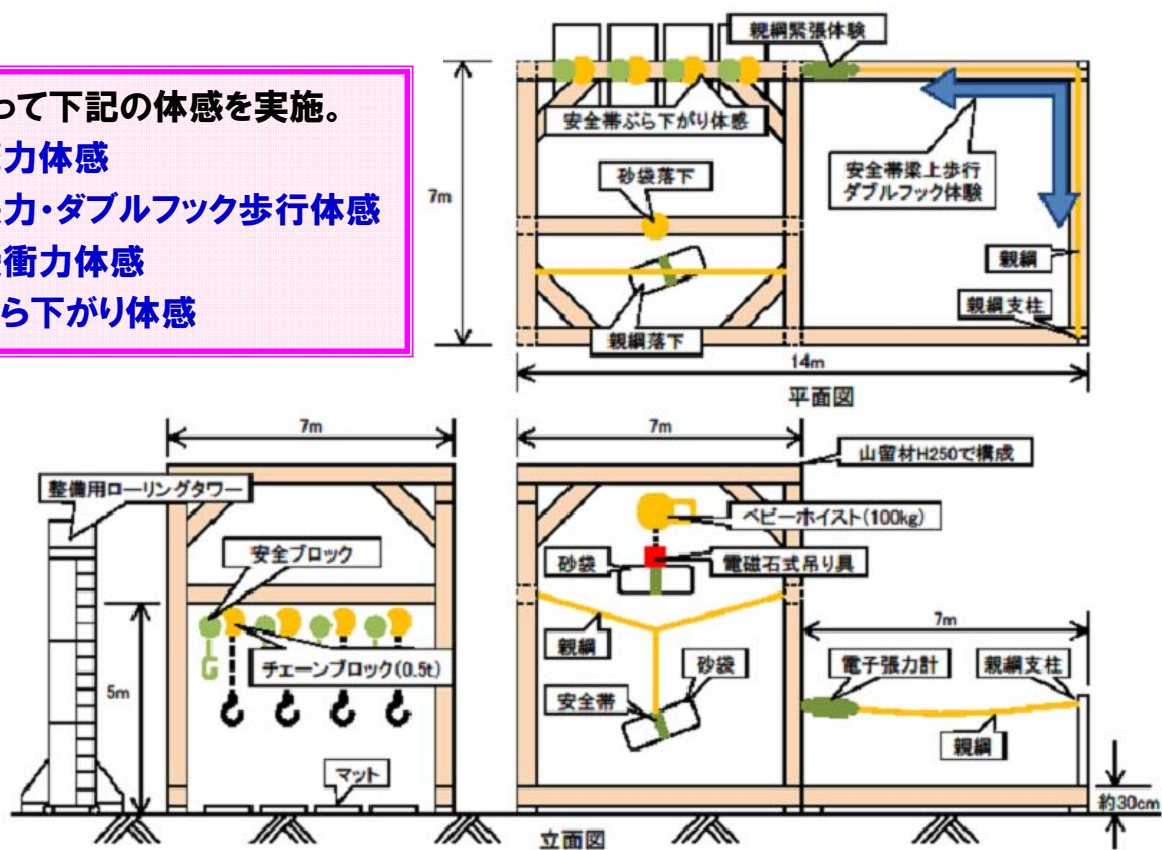 って下記の体感を実施。
力体感
力・ダブルフック歩行体感
衝力体感
ら下がり体感
親綱緊張体験
安全帯ぶら下がり体感
砂袋落下
7m
安全帯梁上歩行
ダブルフック体験
親綱
親綱支柱
親綱落下
14m
平面図
7m
7m
山留材H250で構成
整備用ローリングタワー
ベビーホイスト(100kg)
安全ブロック
砂袋
電磁石式吊り具
7m
親綱
チェーンブロック(0.5t)
砂袋
電子張力計
親綱支柱
5m
安全帯
親綱
マット
約30cm
立面図